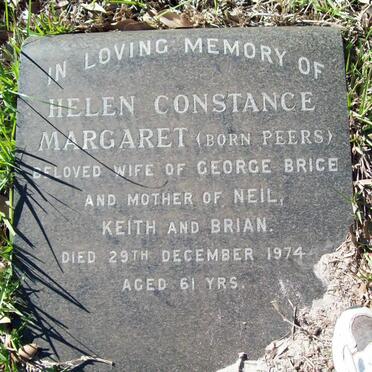 IN LOVING MEMORY OF
HELEN CONSTANCE
MARGARET (BORN PEERS)
BELOVED WIFE OF GEORGE BRICE
AND MOTHER OF NEIL,
KEITH AND BRIAN.
DIED 29TH DECEMBER 1974
AGED 61 YRS.